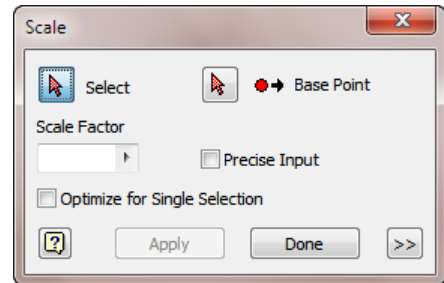 Scale
Select Base Point
Scale Factor
Precise Input
Optimize for Single Selection
? Apply Done >>